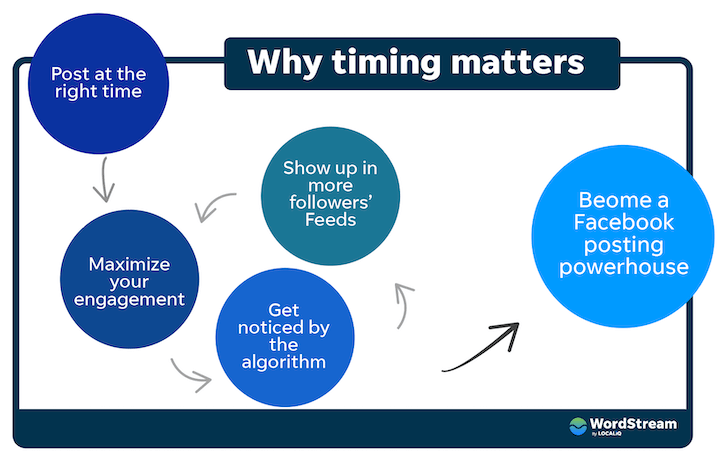 Why timing matters
Post at the
right time
Maximize
your
engagement
Get
noticed by
the
algorithm
Show up in
more
followers'
Feeds
Beome a
Facebook
posting
powerhouse
WordStream
by LOCALiQ